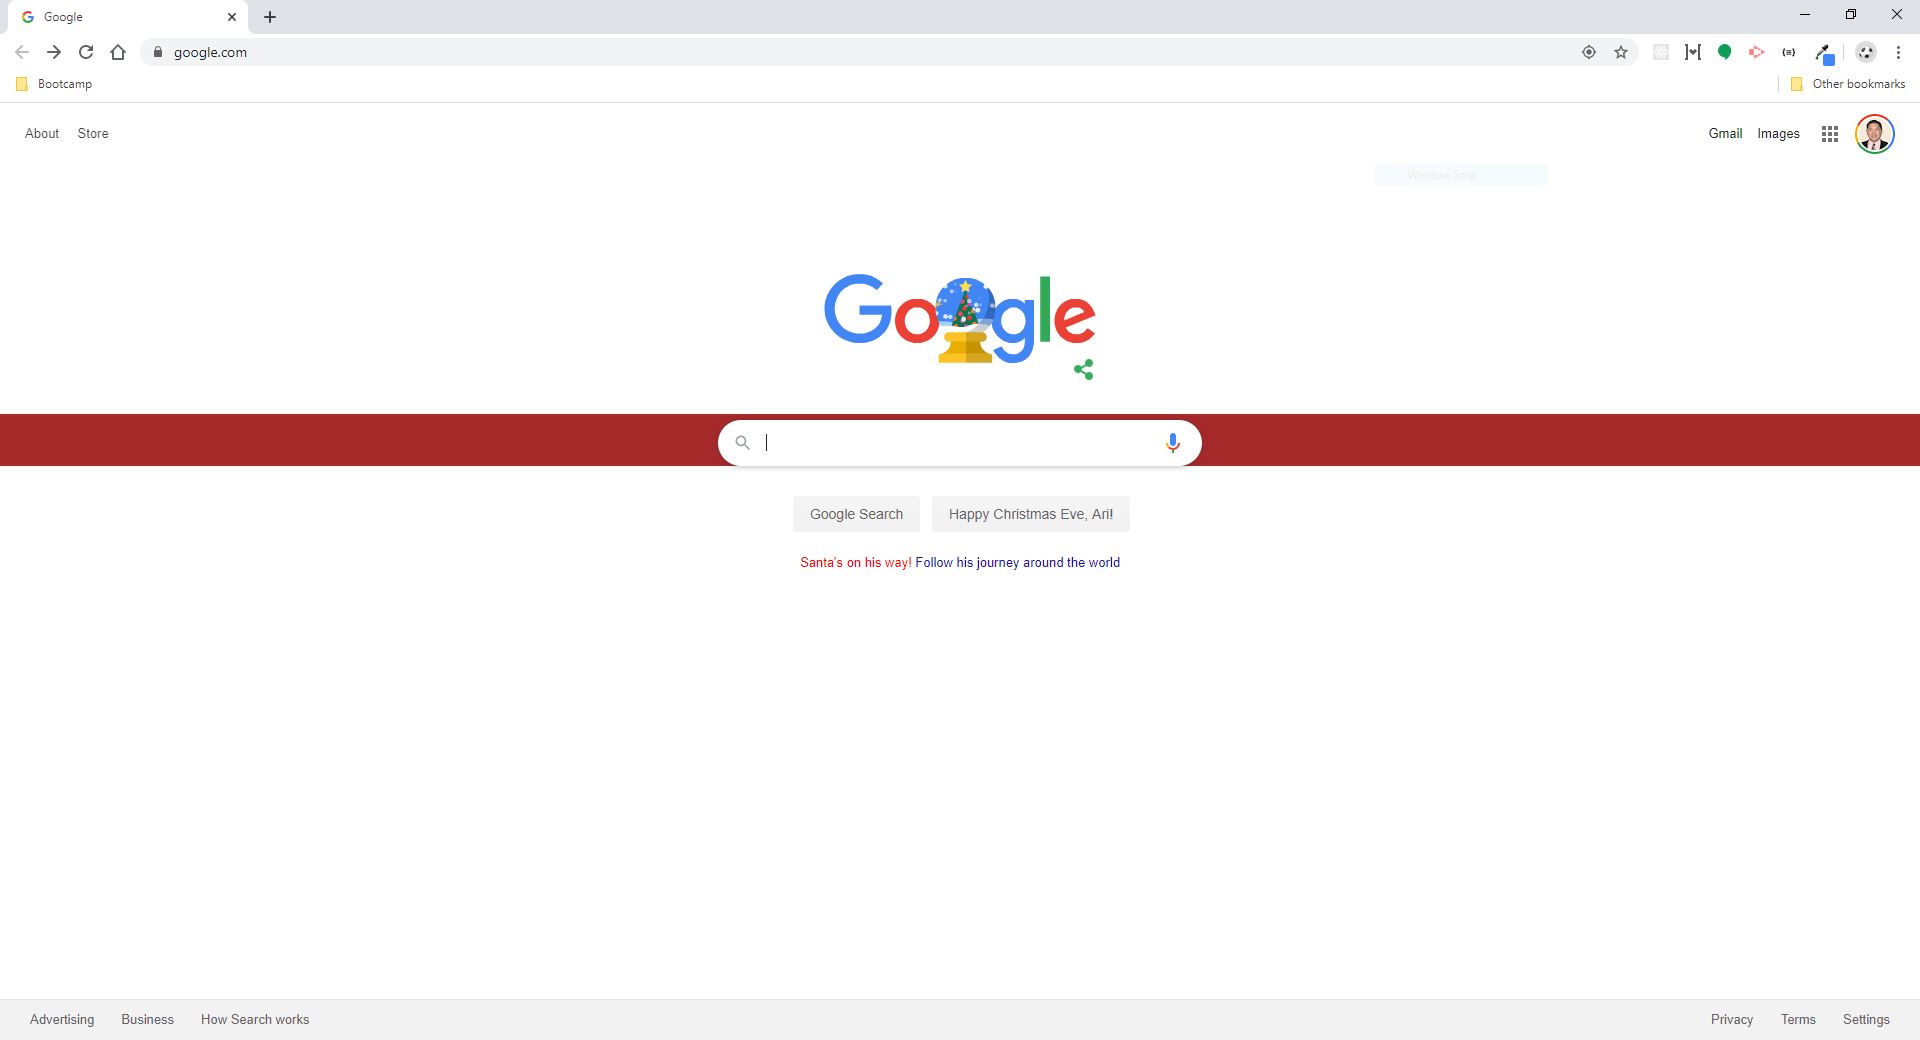 Google
google.com
Bootcamp
Other bookmarks
About Store
Gmail Images
Window Snip
Google
Google Search
Happy Christmas Eve, Ari!
Santa's on his way! Follow his journey around the world
Advertising Business How Search works
Privacy Terms Settings